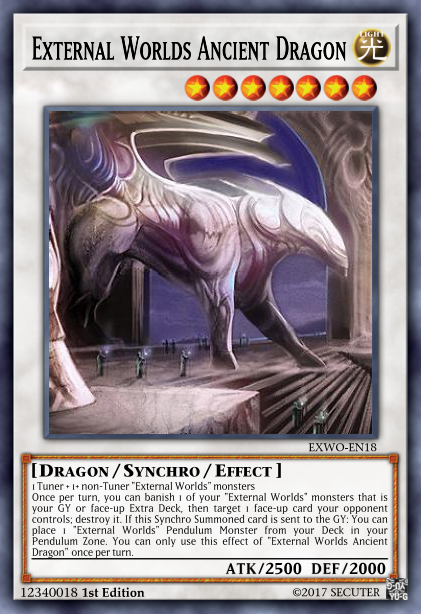 External Worlds Ancient Dragon
LIGHT
光
EXWO-EN18
[Dragon/Synchro/Effect]
1 Tuner + 1+ non-Tuner "External Worlds" monsters
Once per turn, you can banish 1 of your "External Worlds" monsters that is
your GY or face-up Extra Deck, then target 1 face-up card your opponent
controls; destroy it. If this Synchro Summoned card is sent to the GY: You can
place 1 "External Worlds" Pendulum Monster from your Deck in your
Pendulum Zone. You can only use this effect of "External Worlds Ancient
Dragon" once per turn.
ATK/2500 DEF/2000
12340018 1st Edition ©2017 SECUTER